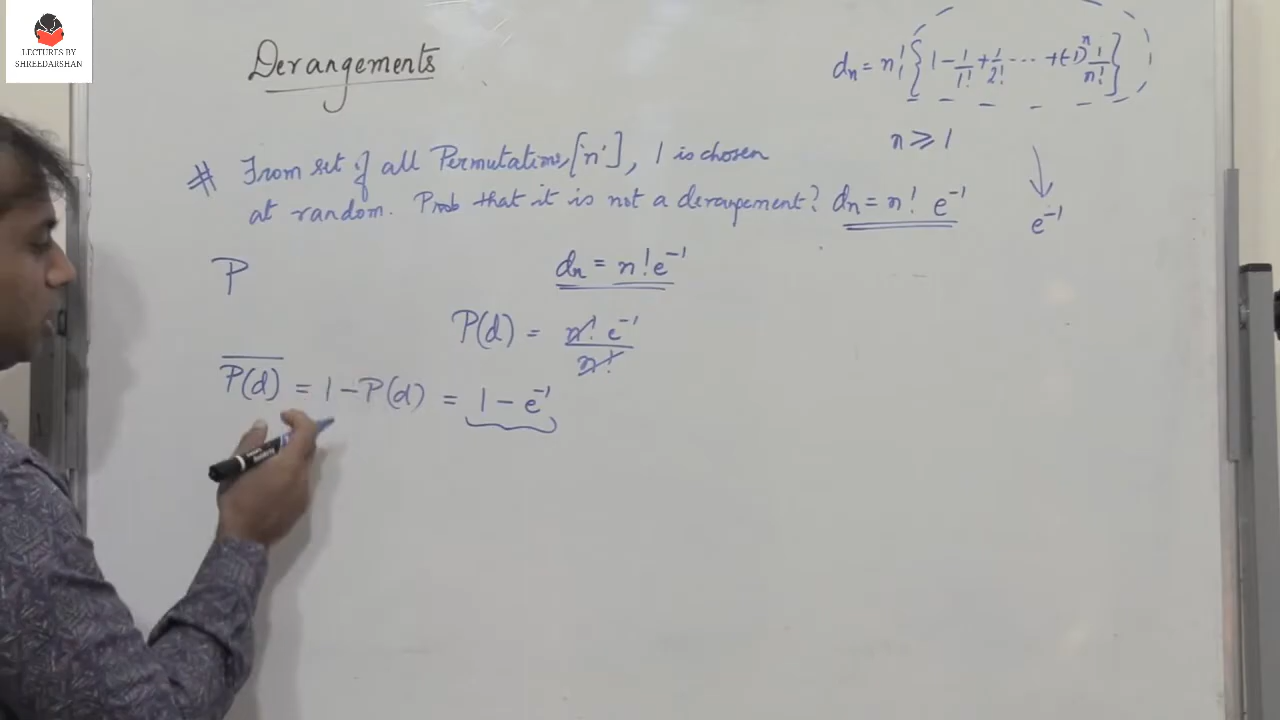 LECTURES BY
SHREEDARSHAN
Derangements
dn = n! { 1 - 1/1! + 1/2! ... + (-1)^n 1/n! }
n ≥ 1
# From set of all Permutations, [n'], 1 is chosen
at random. Prob that it is not a derangement? dn = n! e^-1
e^-1
P
dn = n! e^-1
P(d) = n! e^-1 / n!
P(d) = 1 - P(d) = 1 - e^-1